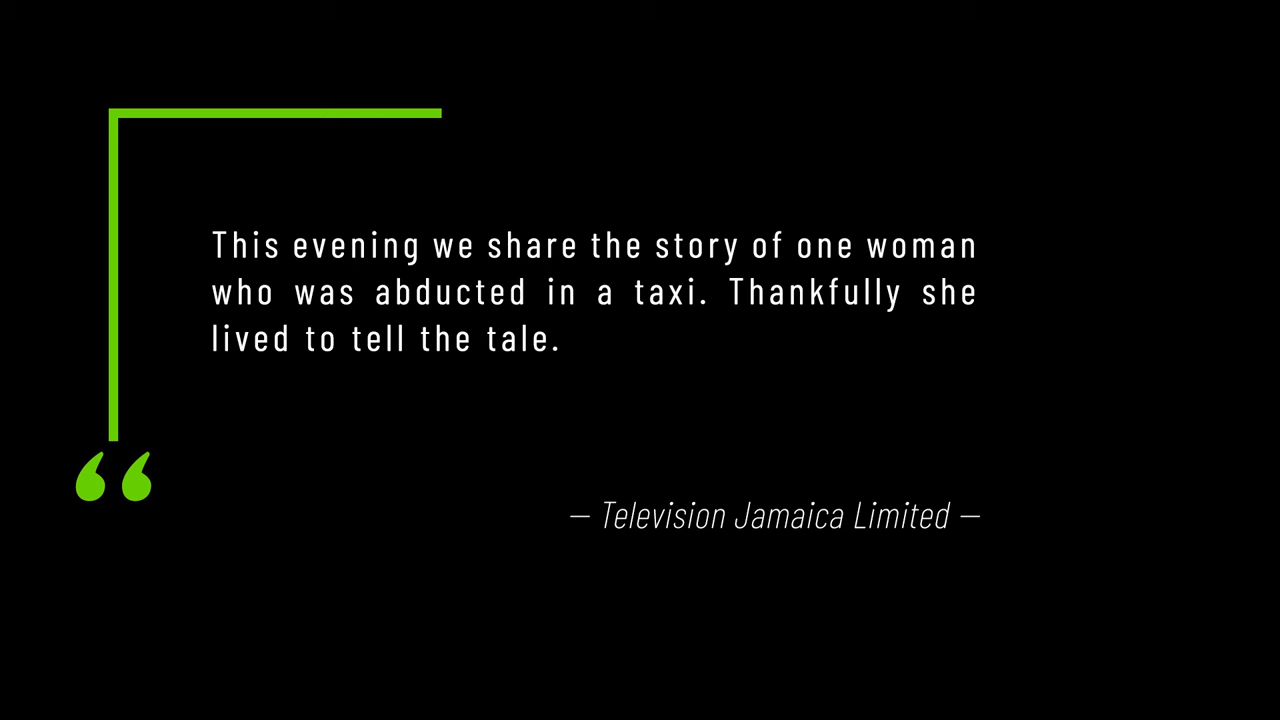 This evening we share the story of one woman
who was abducted in a taxi. Thankfully she
lived to tell the tale.
“
— Television Jamaica Limited —